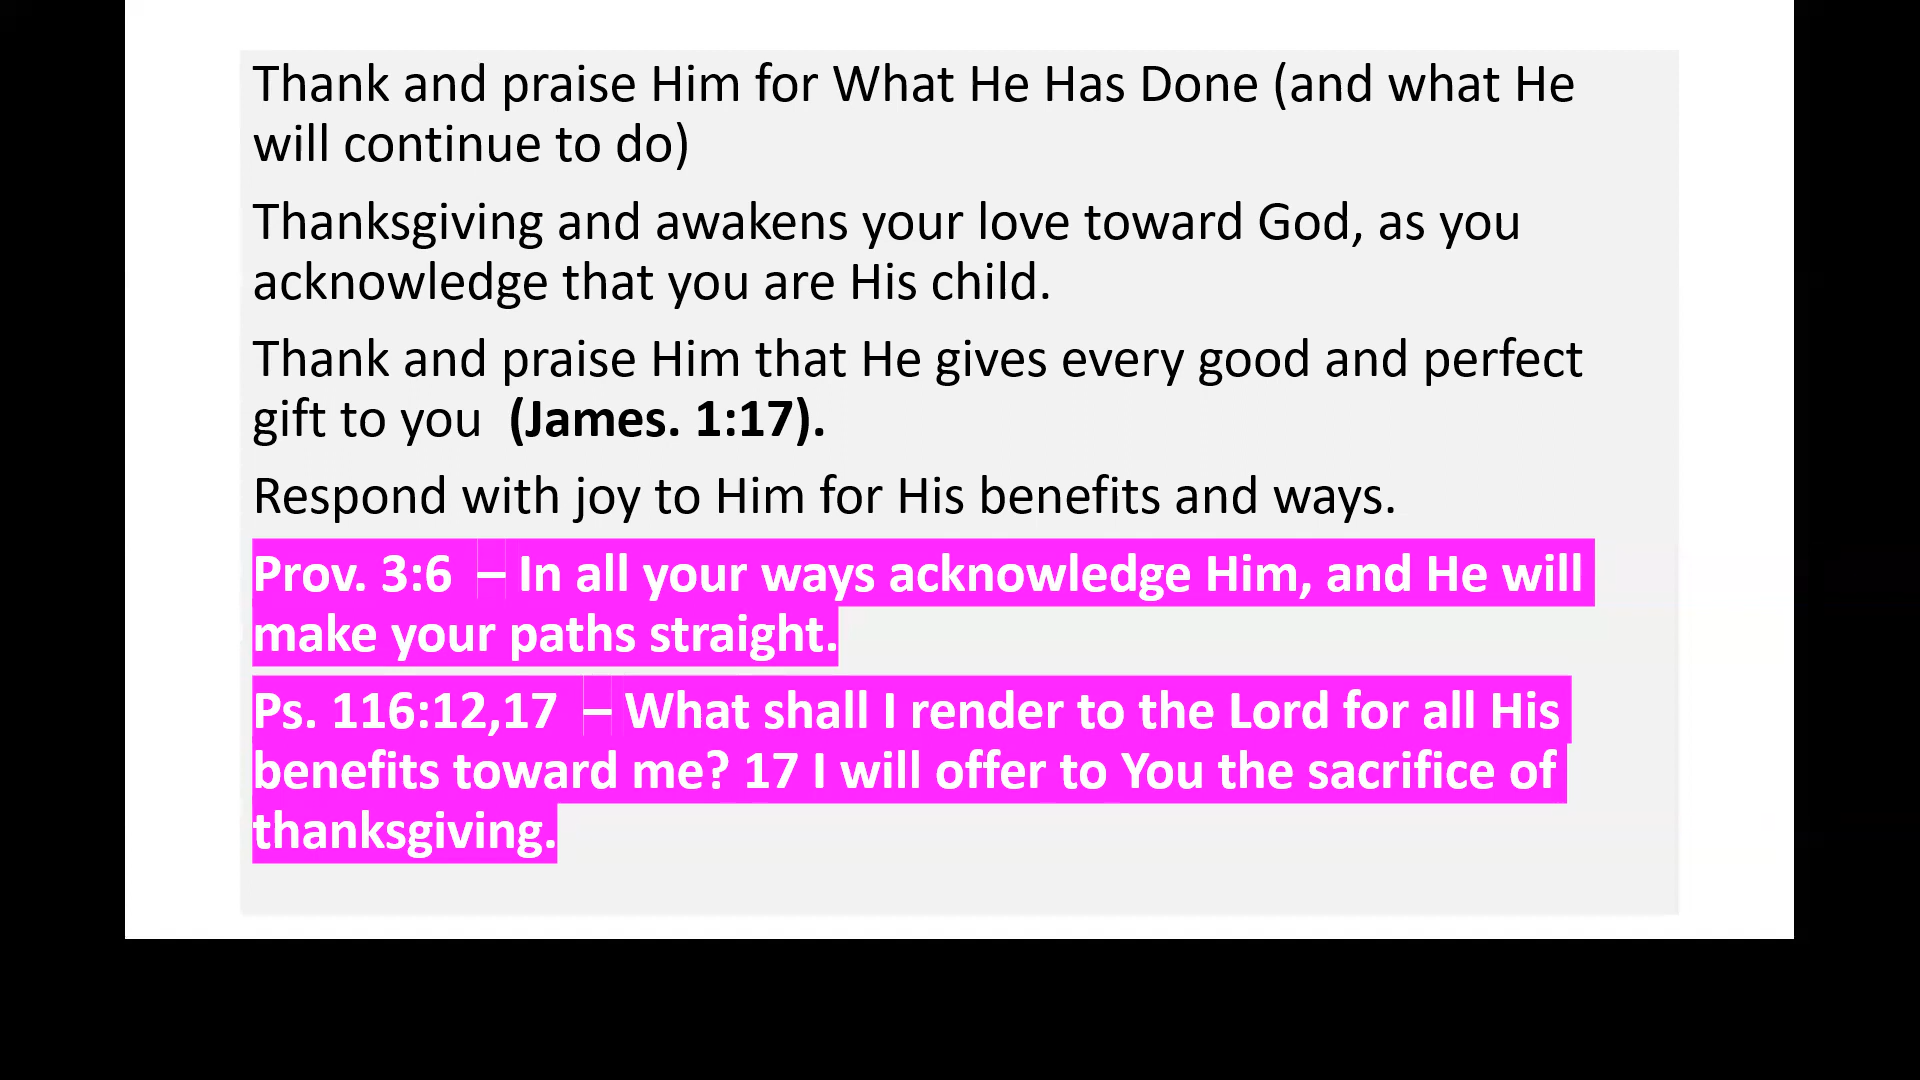 Thank and praise Him for What He Has Done (and what He
will continue to do)
Thanksgiving and awakens your love toward God, as you
acknowledge that you are His child.
Thank and praise Him that He gives every good and perfect
gift to you  (James. 1:17).
Respond with joy to Him for His benefits and ways.
Prov. 3:6  – In all your ways acknowledge Him, and He will
make your paths straight.
Ps. 116:12,17  – What shall I render to the Lord for all His
benefits toward me? 17 I will offer to You the sacrifice of
thanksgiving.